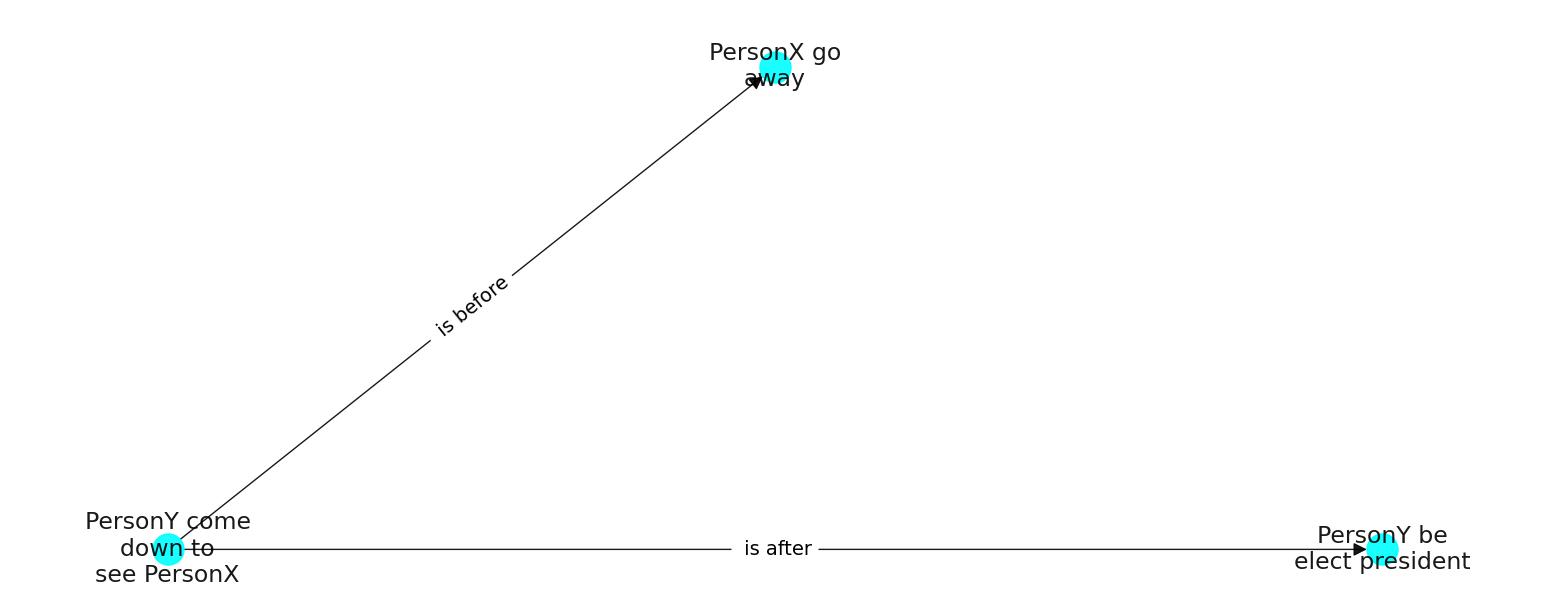 PersonX go
away
is before
PersonY come
down to
see PersonX
is after
PersonY be
elect president